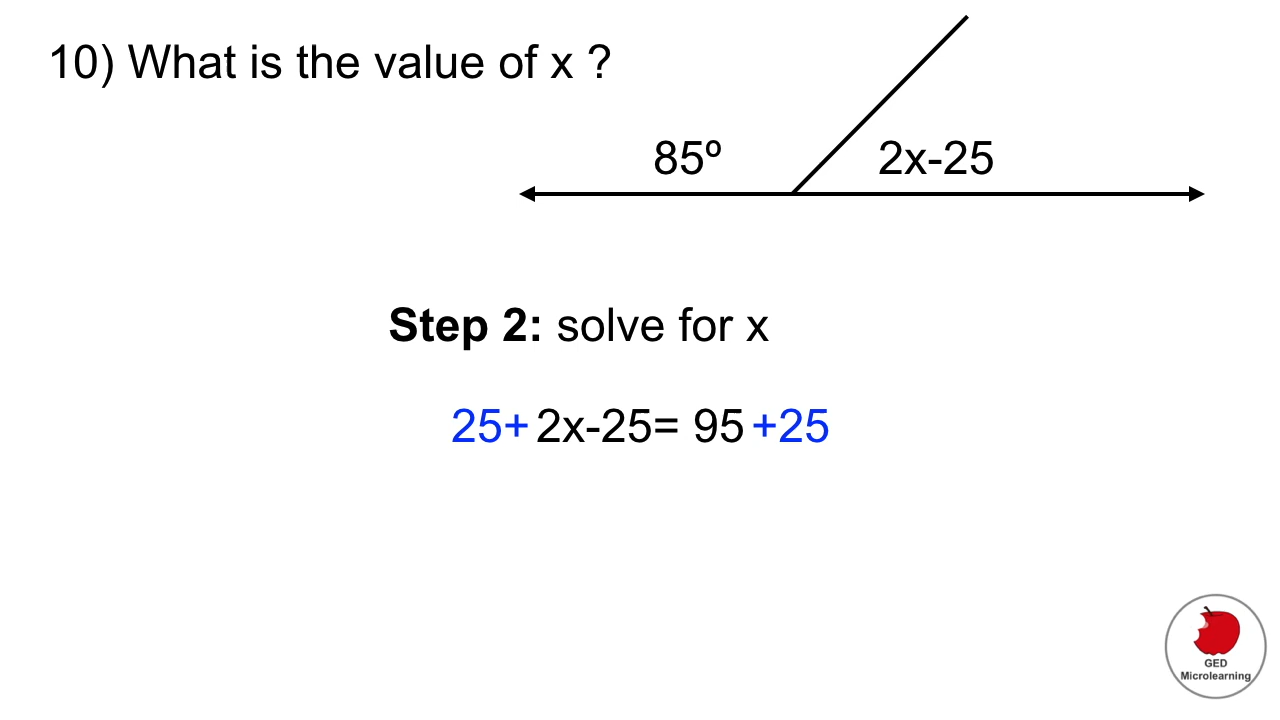 10) What is the value of x ?
85º 2x-25
Step 2: solve for x
25+ 2x-25= 95 +25
GED
Microlearning